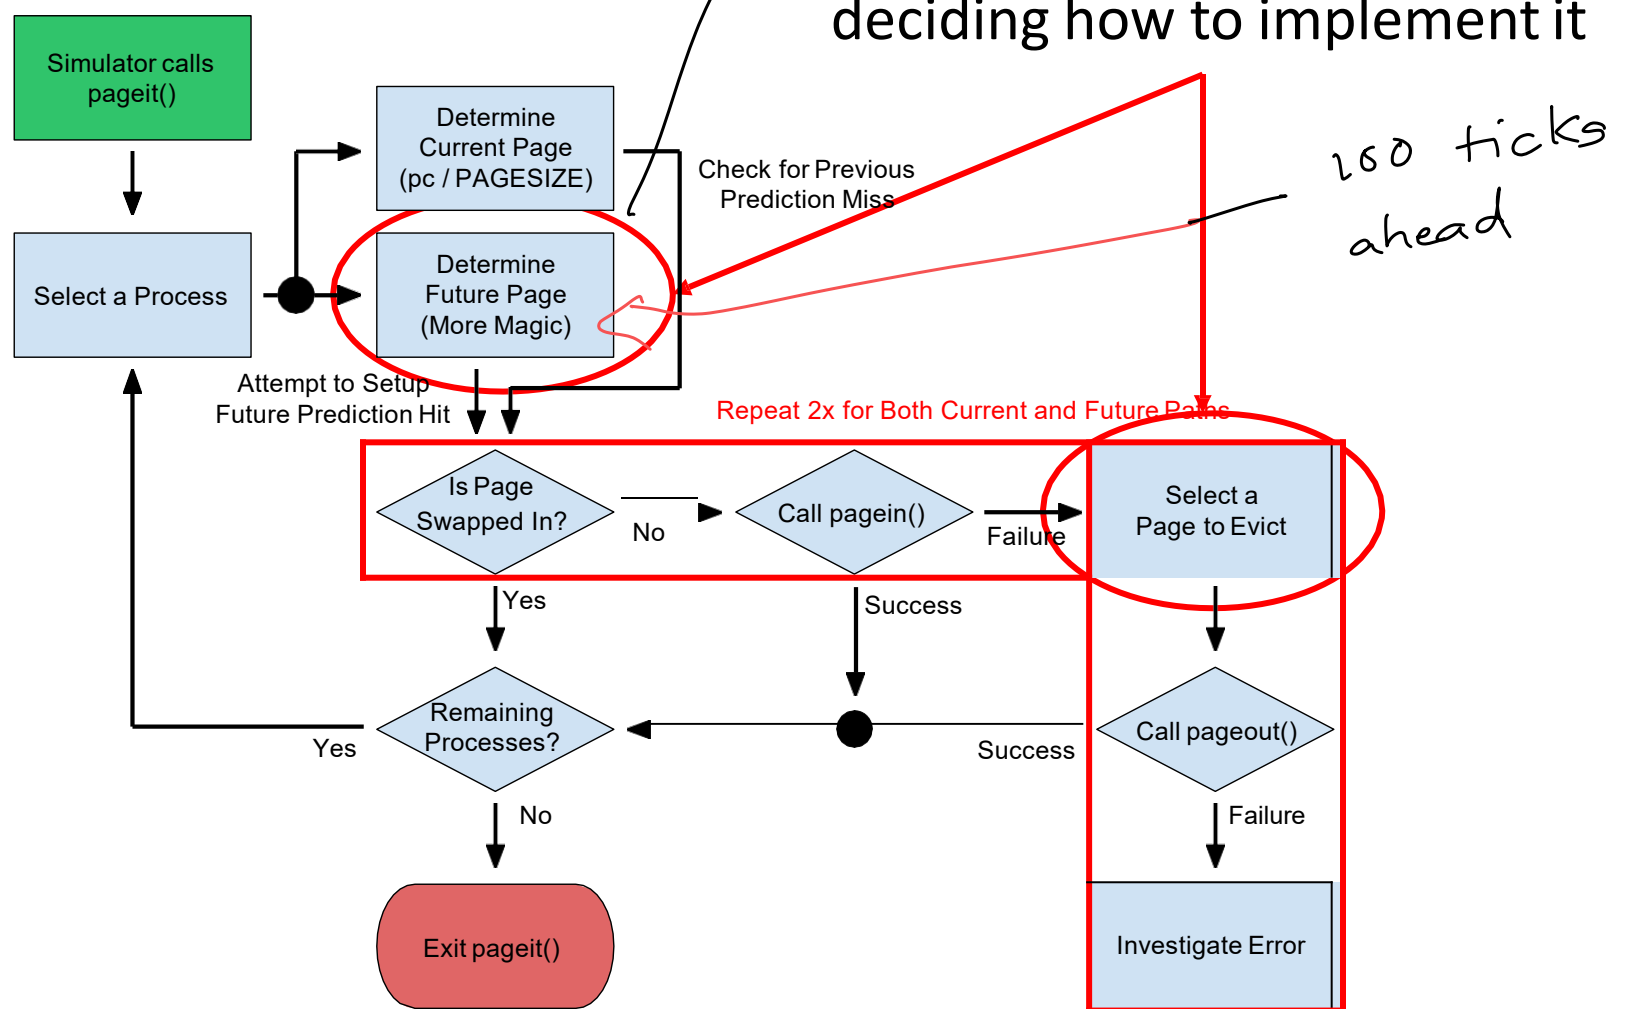 deciding how to implement it
Simulator calls
pageit()
Determine
Current Page
(pc / PAGESIZE)
Check for Previous
Prediction Miss
100 ticks
ahead
Select a Process
Determine
Future Page
(More Magic)
Attempt to Setup
Future Prediction Hit
Repeat 2x for Both Current and Future Paths
Is Page
Swapped In?
No
Call pagein()
Failure
Select a
Page to Evict
Yes
Success
Remaining
Processes?
Yes
Success
Call pageout()
No
Failure
Exit pageit()
Investigate Error